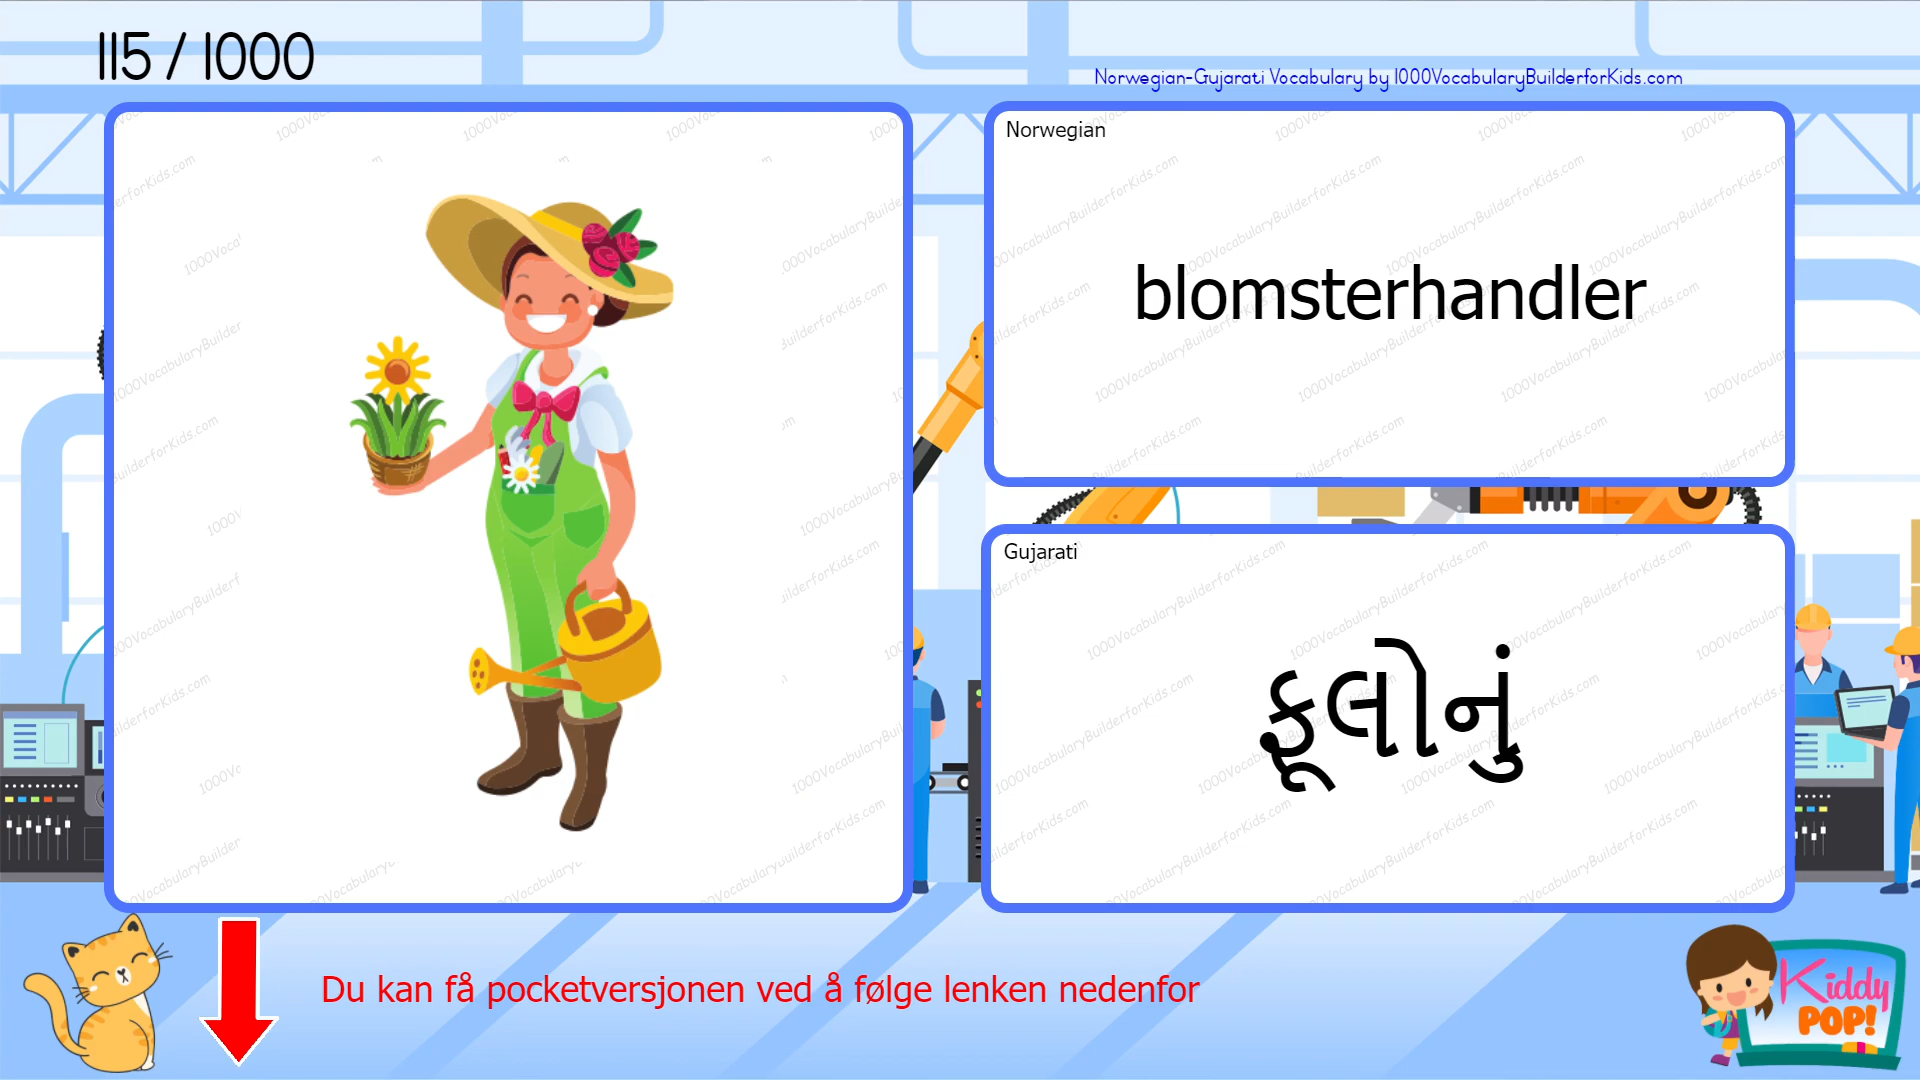 115 / 1000
Norwegian-Gujarati Vocabulary by 1000VocabularyBuilderforKids.com
Norwegian
blomsterhandler
Gujarati
ફૂલોનું
Du kan få pocketversjonen ved å følge lenken nedenfor
Kiddy
POP!